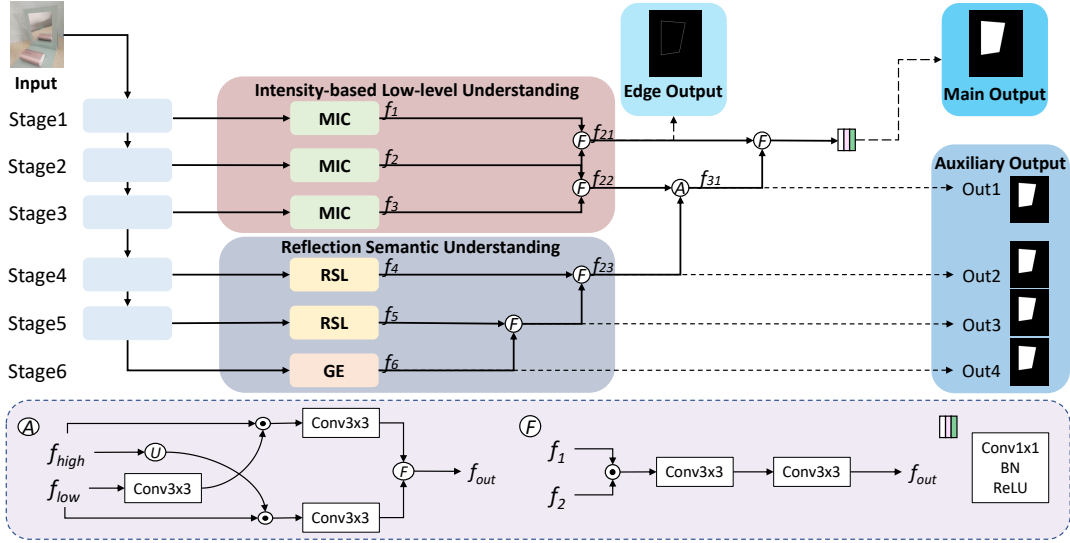 Input
Intensity-based Low-level Understanding
Edge Output
Main Output
Stage1
MIC
f1
F
f21
F
Stage2
MIC
f2
Auxiliary Output
F
f22
A
f31
Out1
Stage3
MIC
f3
Reflection Semantic Understanding
Stage4
RSL
f4
F
f23
Out2
Stage5
RSL
f5
F
Out3
Stage6
GE
f6
Out4
A
Conv3x3
fhigh
U
flow
Conv3x3
F
fout
Conv3x3
F
f1
f2
Conv3x3
Conv3x3
fout
Conv1x1
BN
ReLU